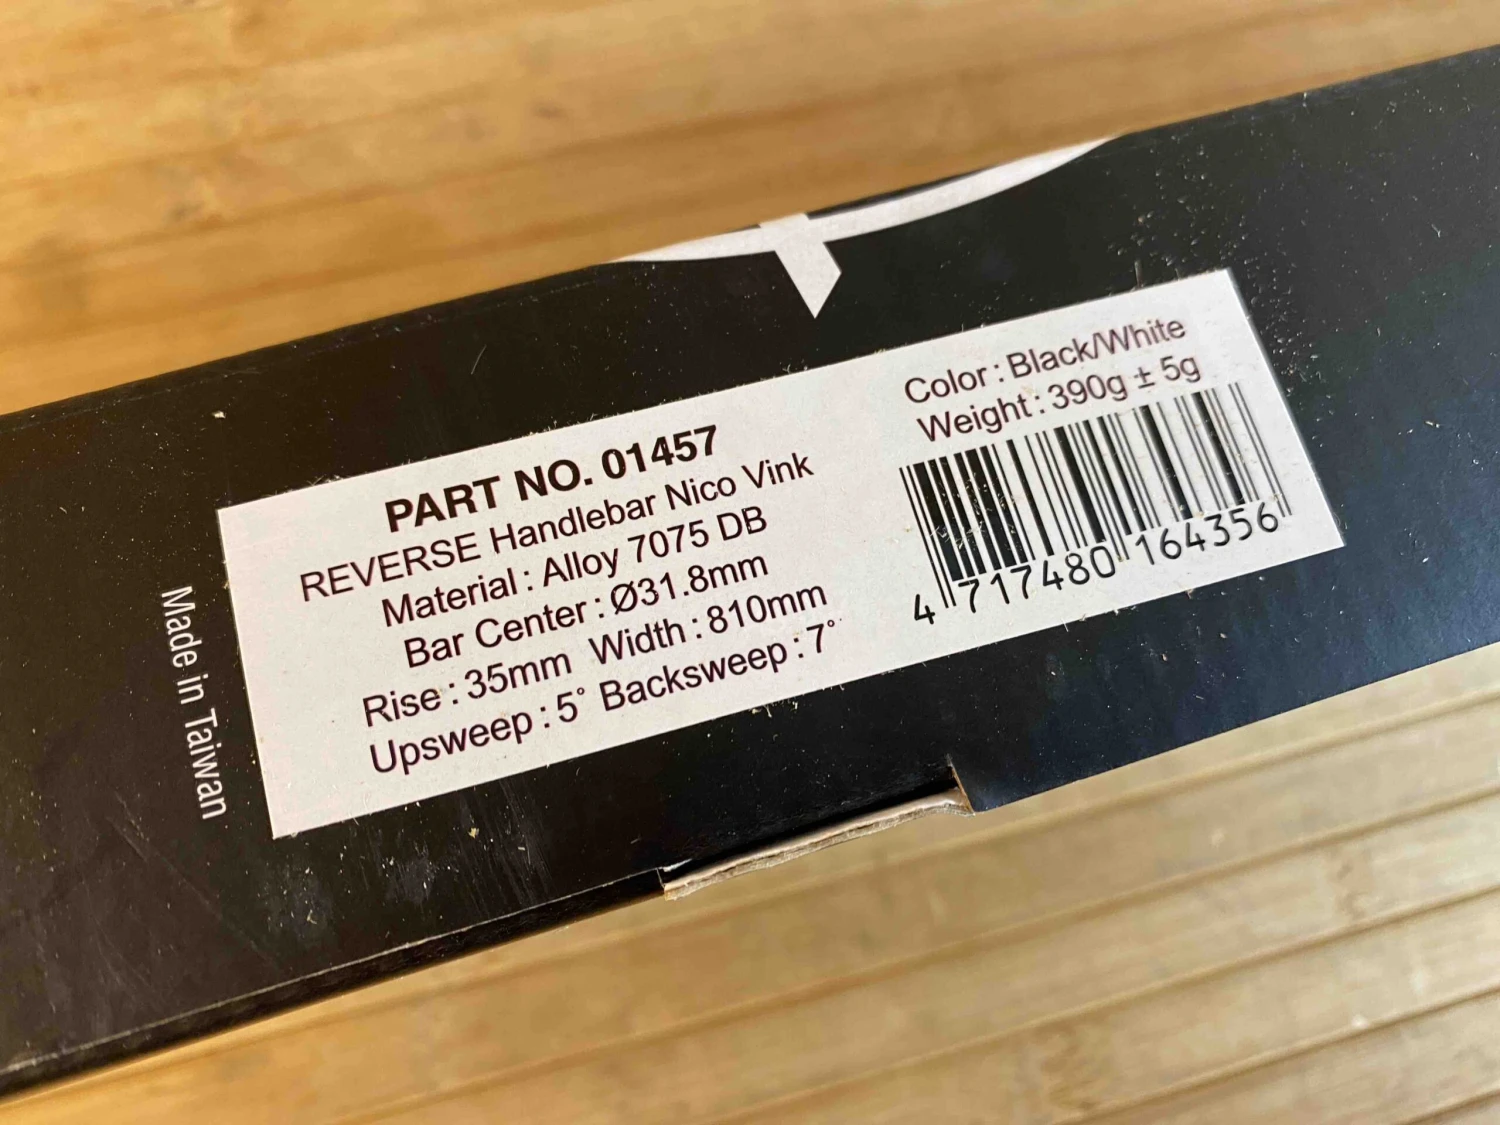 PART NO. 01457
REVERSE Handlebar Nico Vink
Material : Alloy 7075 DB
Bar Center : Ø31.8mm
Rise : 35mm Width : 810mm
Upsweep : 5° Backsweep : 7°
Color : Black/White
Weight : 390g ± 5g
4 717480 164356
Made in Taiwan